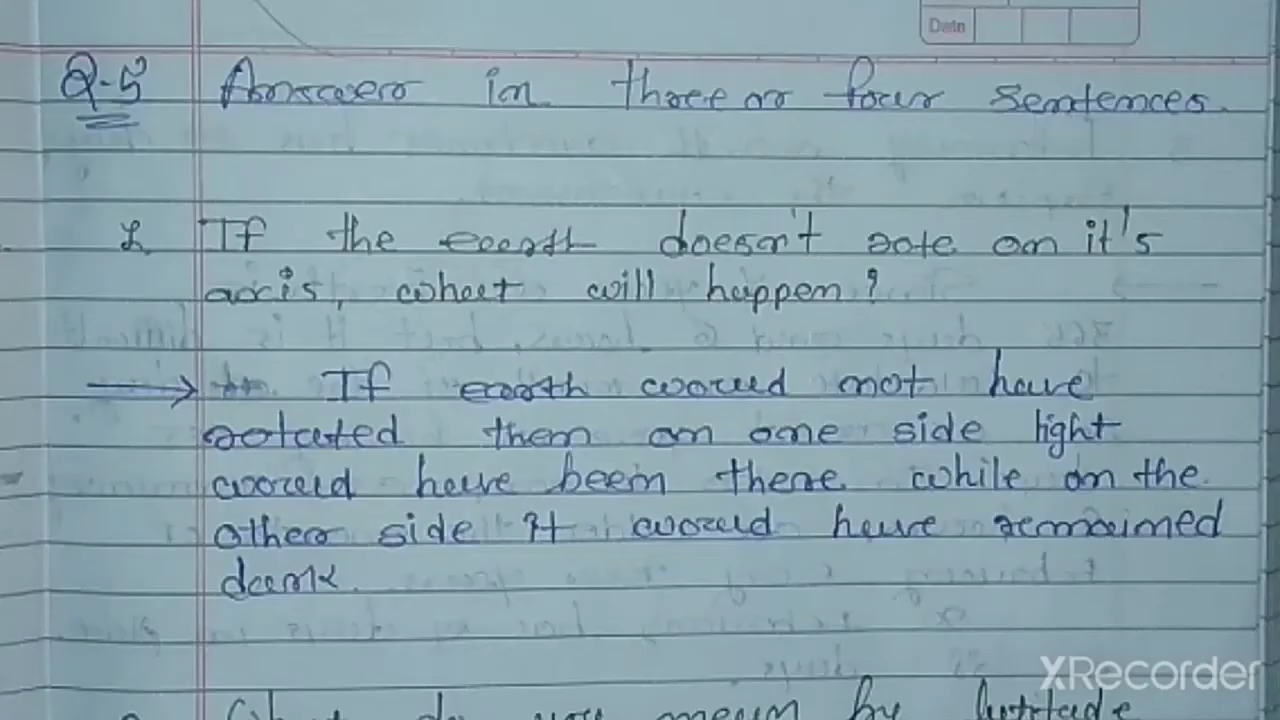 Date
Q-5 Answer in three or four sentences.
1. If the earth doesn't rote on it's
axis, what will happen?
→ If earth would not have
rotated then on one side light
would have been there while on the
other side it would have remained
dark.
What do you mean by latitude
XRecorder